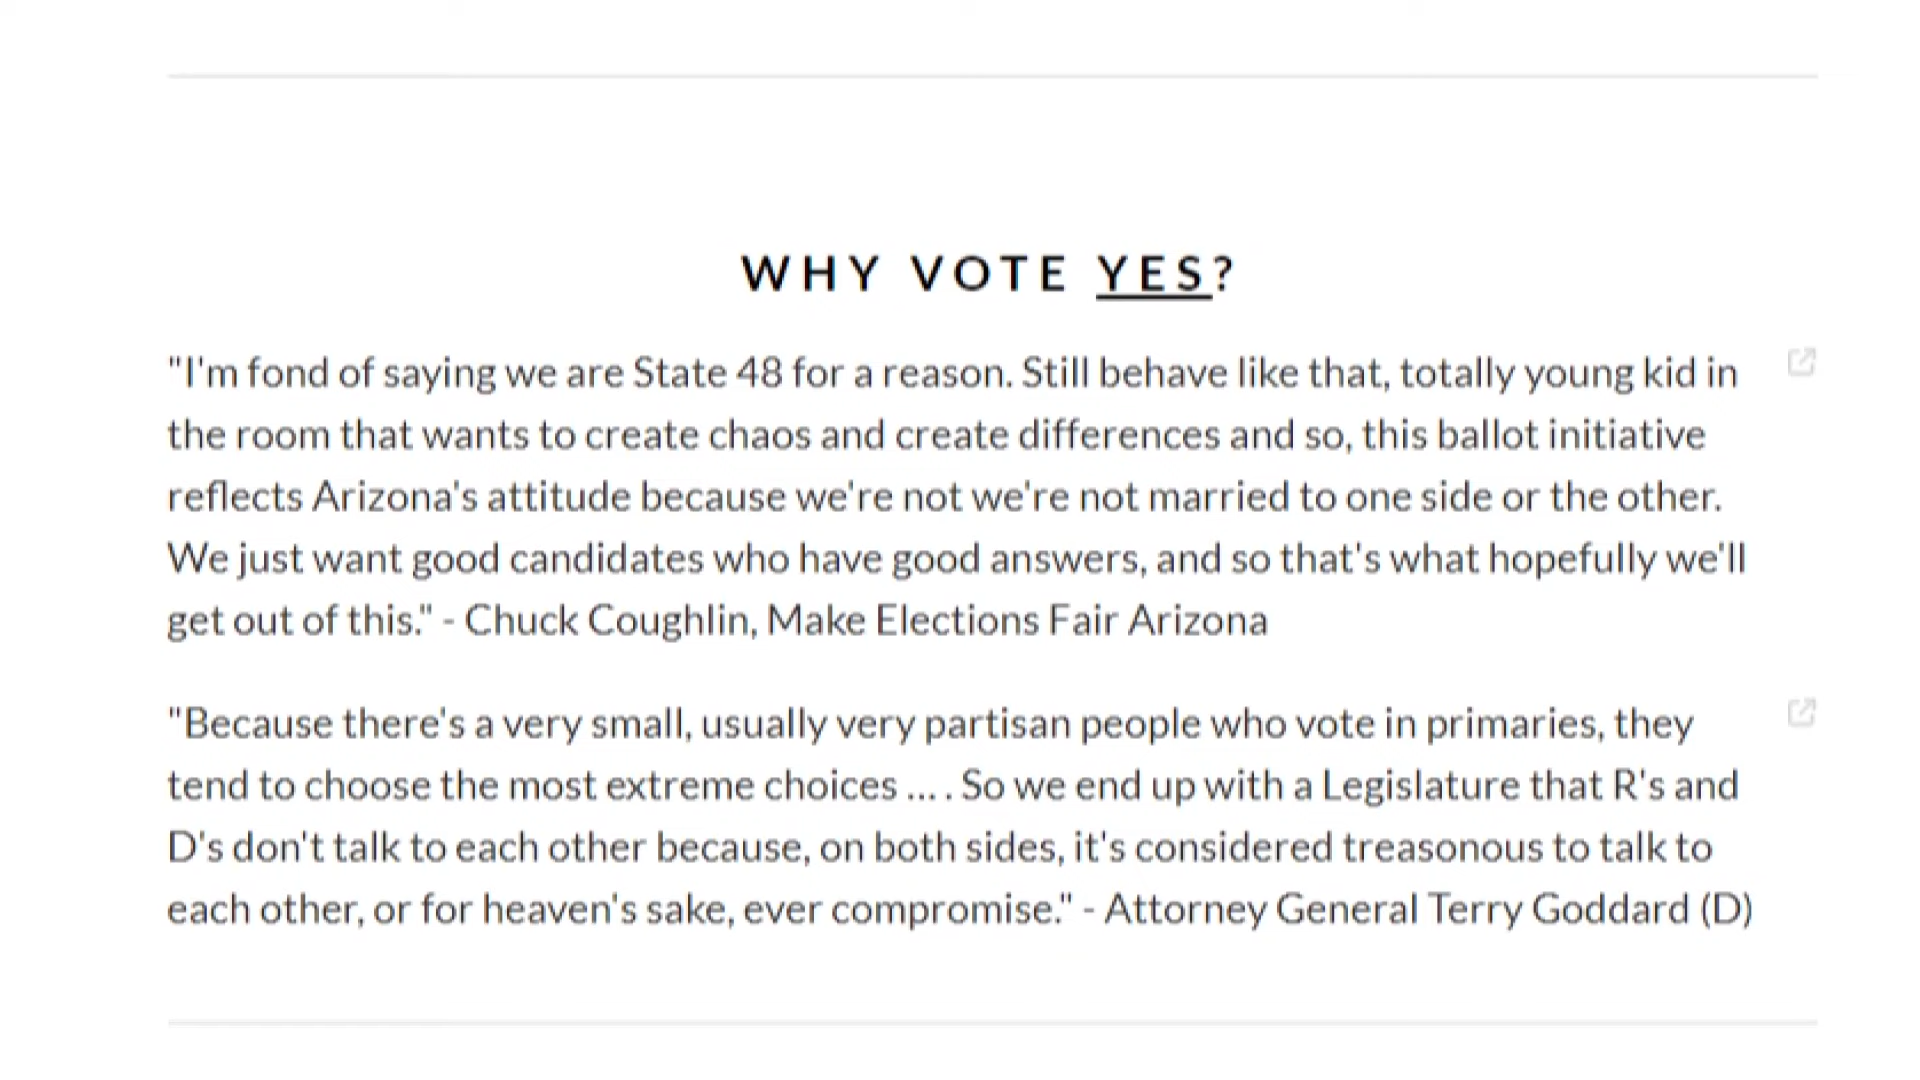 WHY VOTE YES?
"I'm fond of saying we are State 48 for a reason. Still behave like that, totally young kid in
the room that wants to create chaos and create differences and so, this ballot initiative
reflects Arizona's attitude because we're not we're not married to one side or the other.
We just want good candidates who have good answers, and so that's what hopefully we'll
get out of this." - Chuck Coughlin, Make Elections Fair Arizona
"Because there's a very small, usually very partisan people who vote in primaries, they
tend to choose the most extreme choices ... . So we end up with a Legislature that R's and
D's don't talk to each other because, on both sides, it's considered treasonous to talk to
each other, or for heaven's sake, ever compromise." - Attorney General Terry Goddard (D)